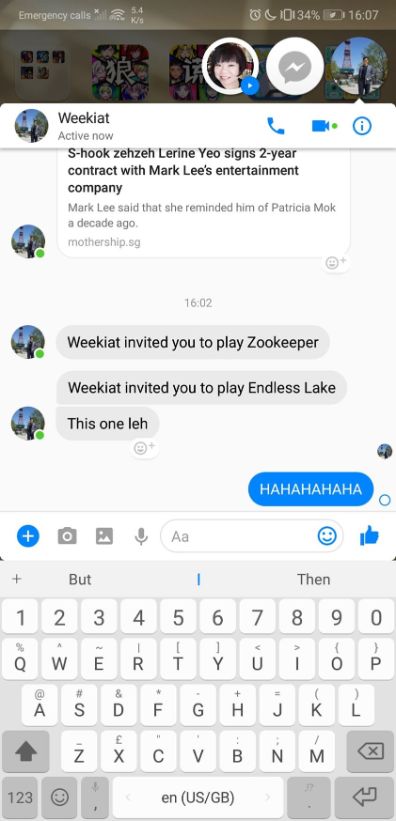 Emergency calls 5.4 K/s 34% 16:07
狼
Weekiat
Active now
S-hook zehzeh Lerine Yeo signs 2-year
contract with Mark Lee's entertainment
company
Mark Lee said that she reminded him of Patricia Mok
a decade ago.
mothership.sg
16:02
Weekiat invited you to play Zookeeper
Weekiat invited you to play Endless Lake
This one leh
HAHAHAHAHA
Aa
+ But I Then
1 2 3 4 5 6 7 8 9 0
% ^ ~ | [ ] < > { }
Q W E R T Y U I O P
@ # & * - + = ( )
A S D F G H J K L
_ £ " ' : ; /
Z X C V B N M
123 , en (US/GB) !? .